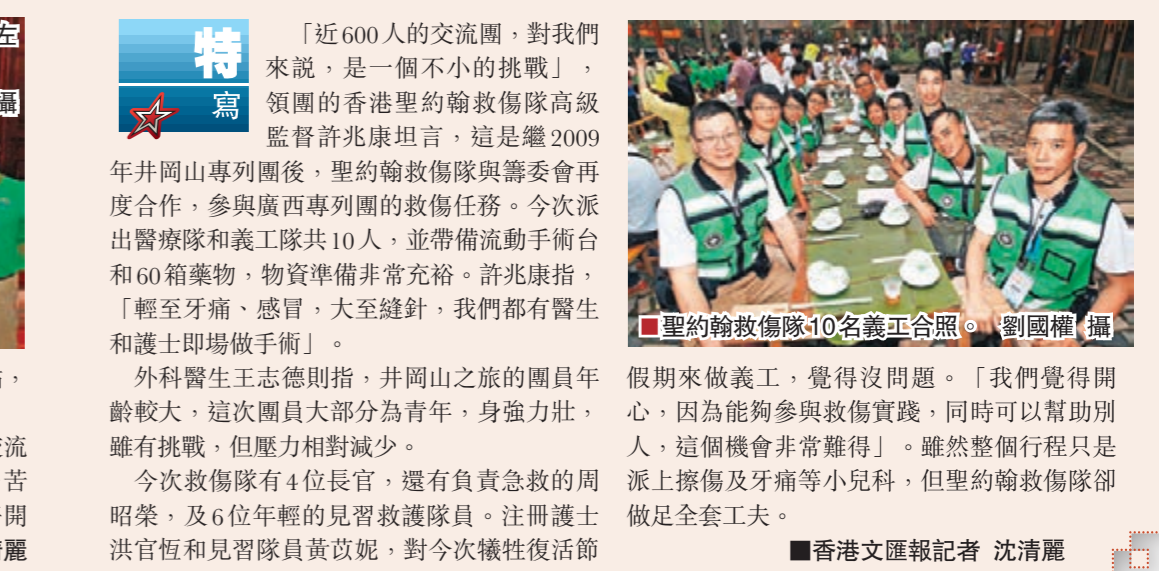 左
攝
特
寫
「近600人的交流團，對我們
來說，是一個不小的挑戰」，
領團的香港聖約翰救傷隊高級
監督許兆康坦言，這是繼2009
年井岡山專列團後，聖約翰救傷隊與籌委會再
度合作，參與廣西專列團的救傷任務。今次派
出醫療隊和義工隊共10人，並帶備流動手術台
和60箱藥物，物資準備非常充裕。許兆康指，
「輕至牙痛、感冒，大至縫針，我們都有醫生
和護士即場做手術」。
外科醫生王志德則指，井岡山之旅的團員年
齡較大，這次團員大部分為青年，身強力壯，
雖有挑戰，但壓力相對減少。
今次救傷隊有4位長官，還有負責急救的周
昭榮，及6位年輕的見習救護隊員。注冊護士
洪官恆和見習隊員黃苡妮，對今次犧牲復活節
■聖約翰救傷隊10名義工合照。 劉國權 攝
假期來做義工，覺得沒問題。「我們覺得開
心，因為能夠參與救傷實踐，同時可以幫助別
人，這個機會非常難得」。雖然整個行程只是
派上擦傷及牙痛等小兒科，但聖約翰救傷隊卻
做足全套工夫。
■香港文匯報記者 沈清麗
，
流
苦
開
麗